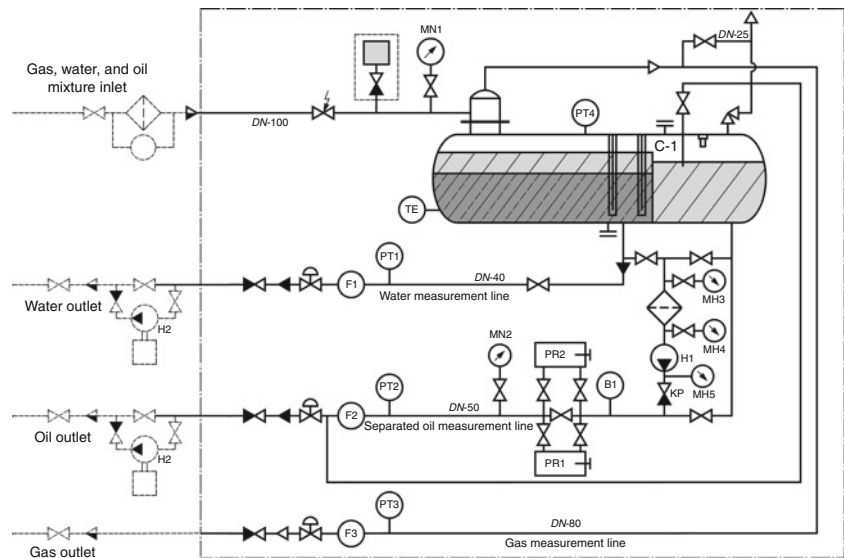 MN1
DN-25
Gas, water, and oil
mixture inlet
DN-100
PT4
C-1
TE
PT1
DN-40
F1
Water measurement line
Water outlet
H2
MH3
MN2
MH4
PR2
H1
PT2
B1
KP
MH5
DN-50
F2
Separated oil measurement line
Oil outlet
H2
PR1
PT3
DN-80
F3
Gas measurement line
Gas outlet